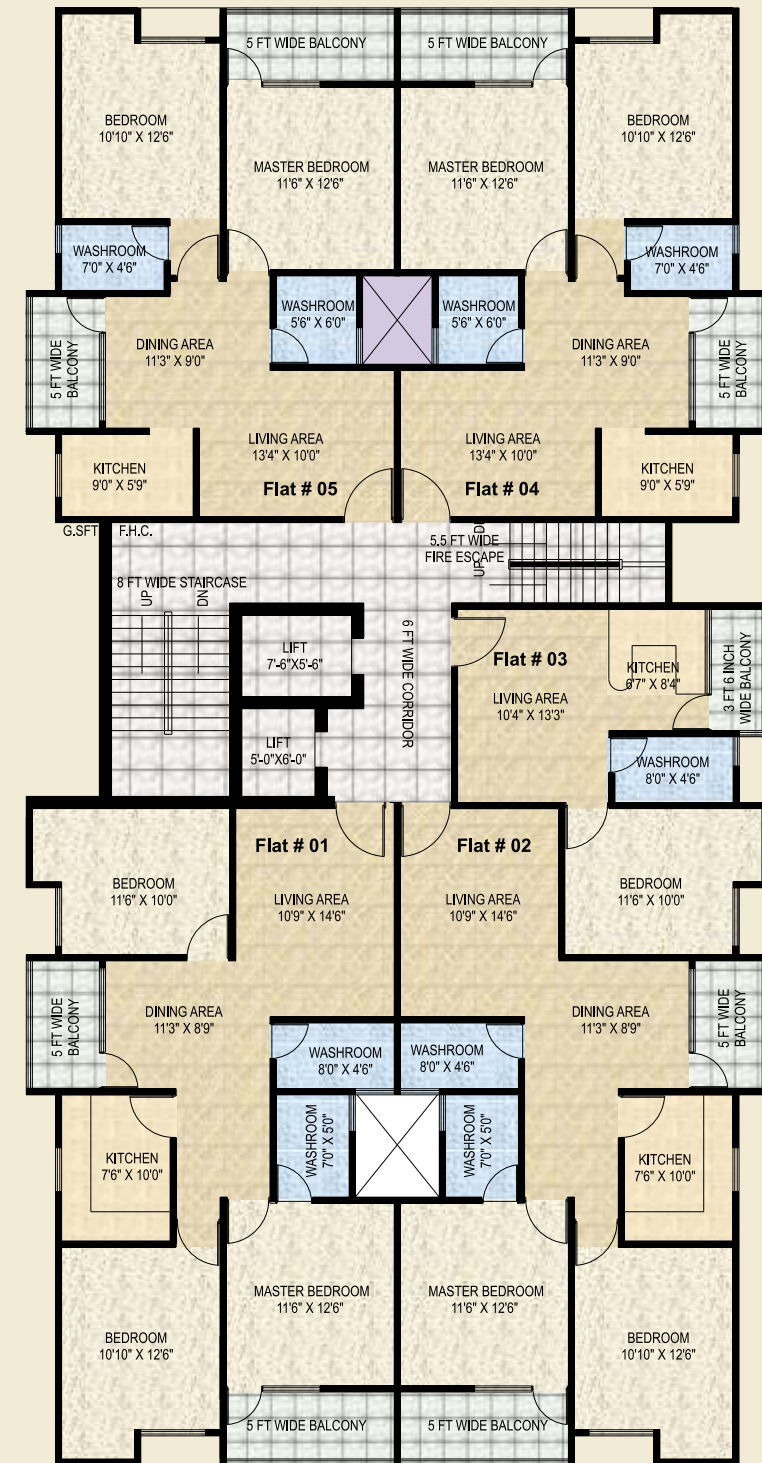 5 FT WIDE BALCONY
5 FT WIDE BALCONY
BEDROOM
10'10" X 12'6"
MASTER BEDROOM
11'6" X 12'6"
MASTER BEDROOM
11'6" X 12'6"
BEDROOM
10'10" X 12'6"
WASHROOM
7'0" X 4'6"
WASHROOM
5'6" X 6'0"
WASHROOM
5'6" X 6'0"
WASHROOM
7'0" X 4'6"
5 FT WIDE
BALCONY
DINING AREA
11'3" X 9'0"
DINING AREA
11'3" X 9'0"
5 FT WIDE
BALCONY
KITCHEN
9'0" X 5'9"
LIVING AREA
13'4" X 10'0"
Flat # 05
LIVING AREA
13'4" X 10'0"
Flat # 04
KITCHEN
9'0" X 5'9"
G.SFT
F.H.C.
5.5 FT WIDE
FIRE ESCAPE
UP
8 FT WIDE STAIRCASE
UP
DN
LIFT
7'-6"X5'-6"
LIFT
5'-0"X6'-0"
6 FT WIDE CORRIDOR
Flat # 03
LIVING AREA
10'4" X 13'3"
KITCHEN
6'7" X 8'4"
3 FT 6 INCH
WIDE BALCONY
WASHROOM
8'0" X 4'6"
Flat # 01
LIVING AREA
10'9" X 14'6"
Flat # 02
LIVING AREA
10'9" X 14'6"
BEDROOM
11'6" X 10'0"
BEDROOM
11'6" X 10'0"
5 FT WIDE
BALCONY
DINING AREA
11'3" X 8'9"
DINING AREA
11'3" X 8'9"
5 FT WIDE
BALCONY
WASHROOM
8'0" X 4'6"
WASHROOM
8'0" X 4'6"
WASHROOM
7'0" X 5'0"
WASHROOM
7'0" X 5'0"
KITCHEN
7'6" X 10'0"
KITCHEN
7'6" X 10'0"
MASTER BEDROOM
11'6" X 12'6"
MASTER BEDROOM
11'6" X 12'6"
BEDROOM
10'10" X 12'6"
BEDROOM
10'10" X 12'6"
5 FT WIDE BALCONY
5 FT WIDE BALCONY